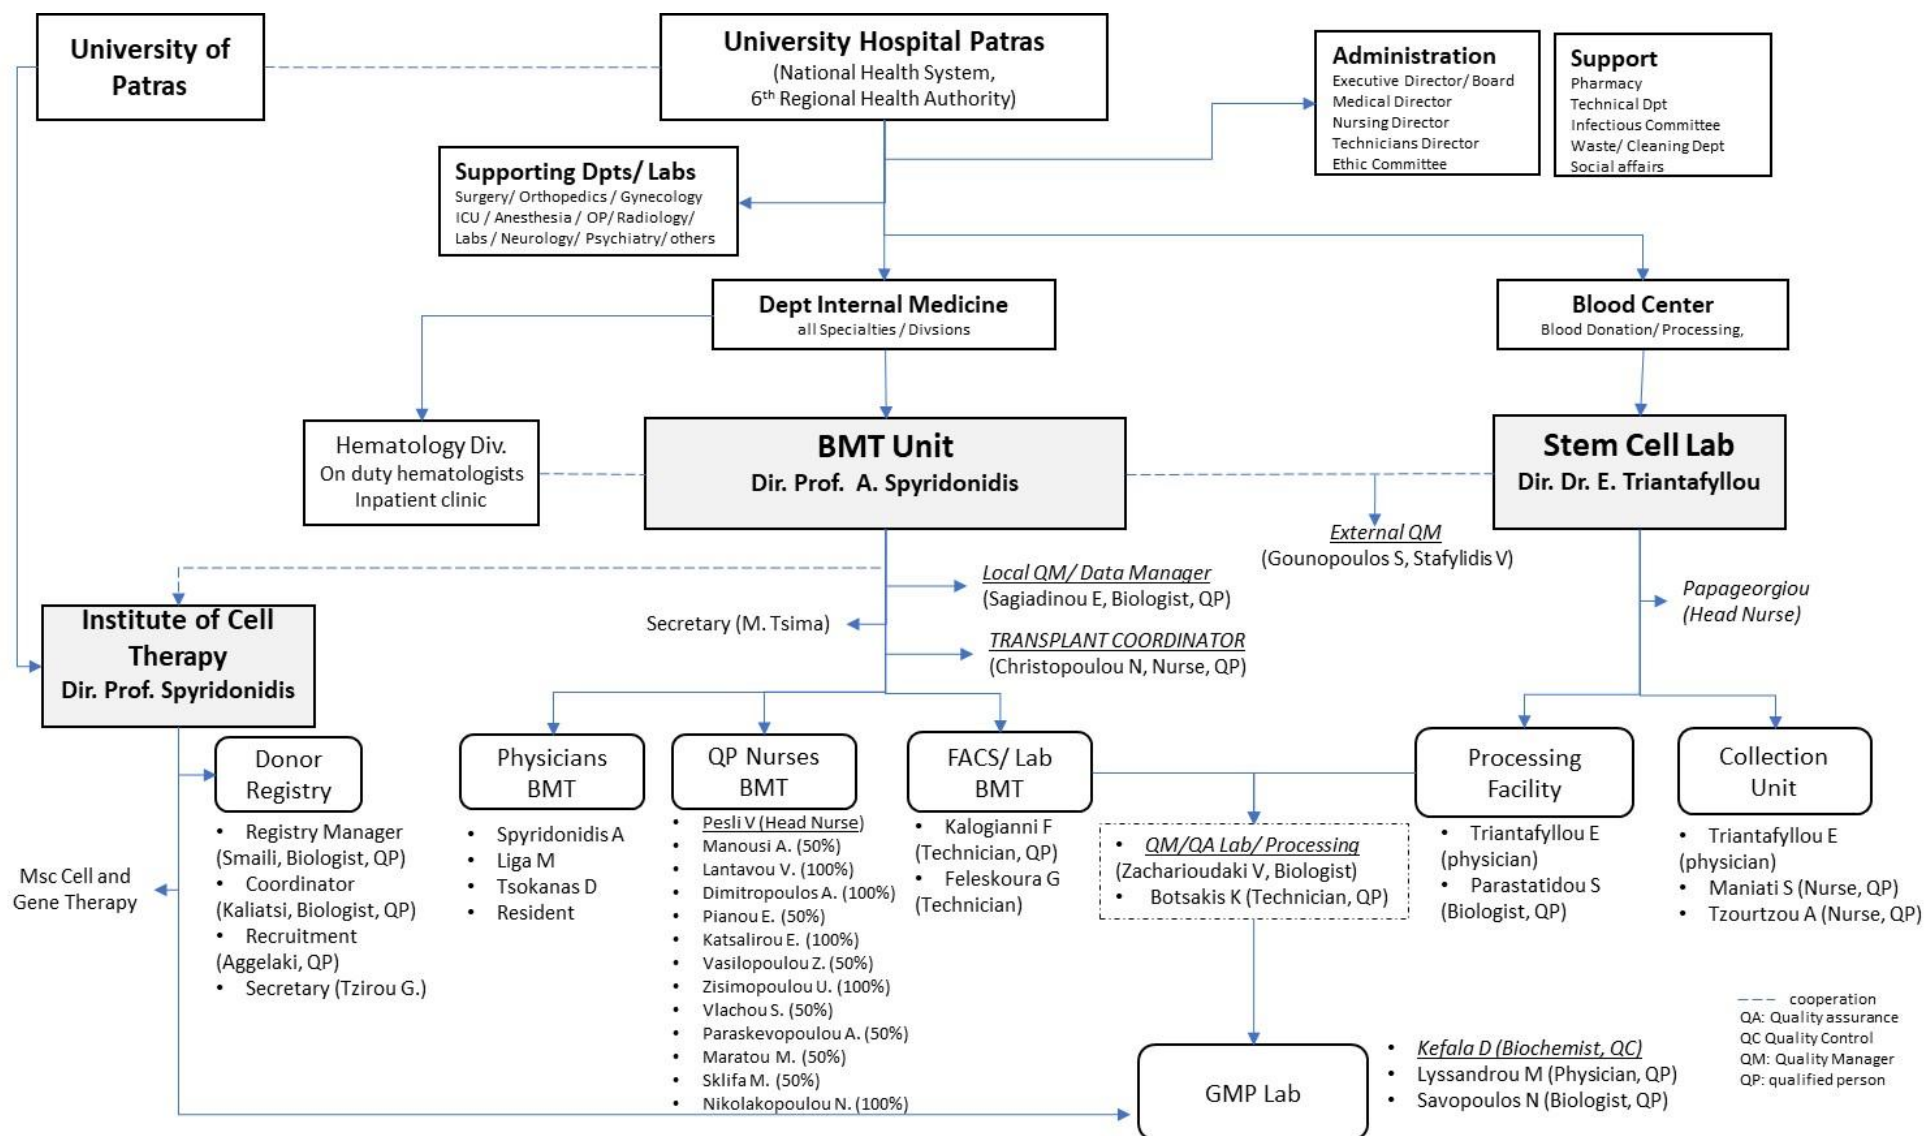 University of
Patras
University Hospital Patras
(National Health System,
6th Regional Health Authority)
Administration
Executive Director/ Board
Medical Director
Nursing Director
Technicians Director
Ethic Committee
Support
Pharmacy
Technical Dpt
Infectious Committee
Waste/ Cleaning Dept
Social affairs
Supporting Dpts/ Labs
Surgery/ Orthopedics / Gynecology
ICU / Anesthesia / OP/ Radiology/
Labs / Neurology/ Psychiatry/ others
Dept Internal Medicine
all Specialties / Divsions
Blood Center
Blood Donation/ Processing,
Hematology Div.
On duty hematologists
Inpatient clinic
BMT Unit
Dir. Prof. A. Spyridonidis
Stem Cell Lab
Dir. Dr. E. Triantafyllou
External QM
(Gounopoulos S, Stafylidis V)
Local QM/ Data Manager
(Sagiadinou E, Biologist, QP)
Secretary (M. Tsima)
TRANSPLANT COORDINATOR
(Christopoulou N, Nurse, QP)
Papageorgiou
(Head Nurse)
Institute of Cell
Therapy
Dir. Prof. Spyridonidis
Donor
Registry
• Registry Manager
(Smaili, Biologist, QP)
• Coordinator
(Kaliatsi, Biologist, QP)
• Recruitment
(Aggelaki, QP)
• Secretary (Tzirou G.)
Msc Cell and
Gene Therapy
Physicians
BMT
• Spyridonidis A
• Liga M
• Tsokanas D
• Resident
QP Nurses
BMT
• Pesli V (Head Nurse)
• Manousi A. (50%)
• Lantavou V. (100%)
• Dimitropoulos A. (100%)
• Pianou E. (50%)
• Katsalirou E. (100%)
• Vasilopoulou Z. (50%)
• Zisimopoulou U. (100%)
• Vlachou S. (50%)
• Paraskevopoulou A. (50%)
• Maratou M. (50%)
• Sklifa M. (50%)
• Nikolakopoulou N. (100%)
FACS/ Lab
BMT
• Kalogianni F
(Technician, QP)
• Feleskoura G
(Technician)
• QM/QA Lab/ Processing
(Zacharioudaki V, Biologist)
• Botsakis K (Technician, QP)
Processing
Facility
• Triantafyllou E
(physician)
• Parastatidou S
(Biologist, QP)
Collection
Unit
• Triantafyllou E
(physician)
• Maniati S (Nurse, QP)
• Tzourtzou A (Nurse, QP)
GMP Lab
• Kefala D (Biochemist, QC)
• Lyssandrou M (Physician, QP)
• Savopoulos N (Biologist, QP)
cooperation
QA: Quality assurance
QC Quality Control
QM: Quality Manager
QP: qualified person